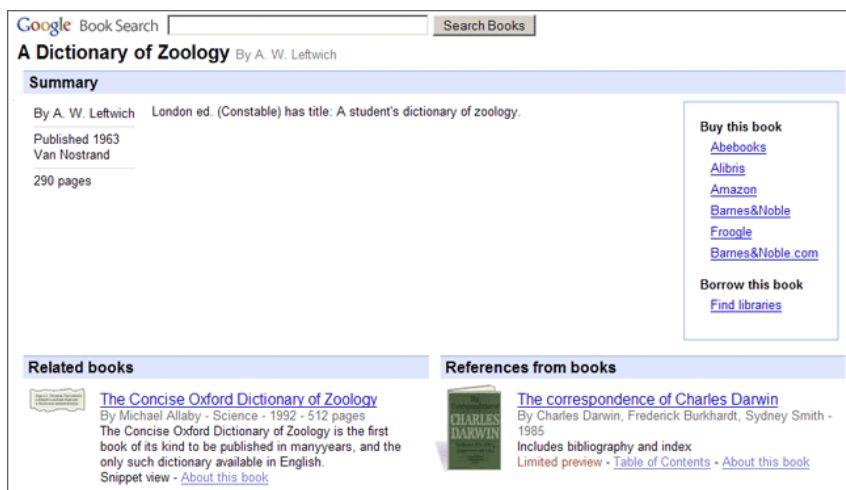 Google Book Search Search Books
A Dictionary of Zoology By A. W. Leftwich
Summary
By A. W. Leftwich
Published 1963
Van Nostrand
290 pages
London ed. (Constable) has title: A student's dictionary of zoology.
Buy this book
Abebooks
Alibris
Amazon
Barnes&Noble
Froogle
Barnes&Noble.com
Borrow this book
Find libraries
Related books
The Concise Oxford Dictionary of Zoology
By Michael Allaby - Science - 1992 - 512 pages
The Concise Oxford Dictionary of Zoology is the first
book of its kind to be published in manyyears, and the
only such dictionary available in English.
Snippet view - About this book
References from books
The
Correspondence of
CHARLES
DARWIN
The correspondence of Charles Darwin
By Charles Darwin, Frederick Burkhardt, Sydney Smith -
1985
Includes bibliography and index
Limited preview - Table of Contents - About this book